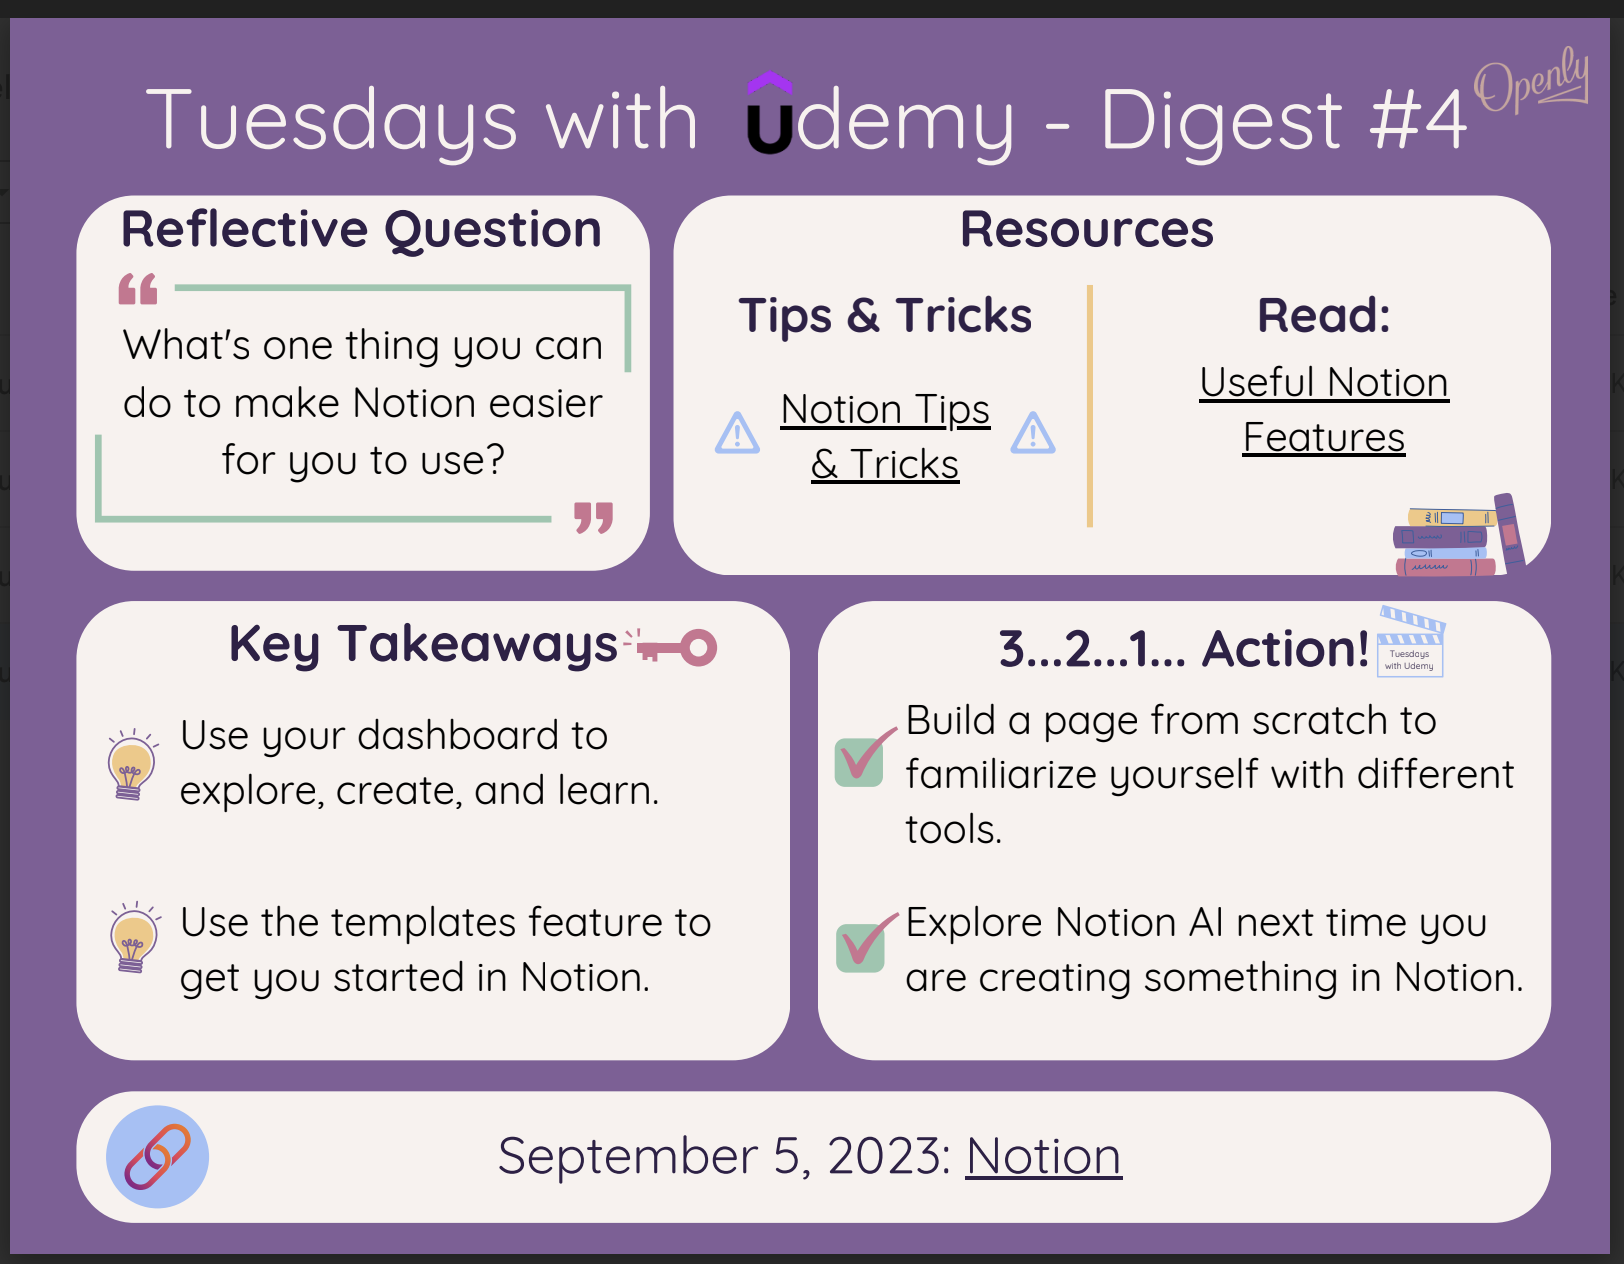 Tuesdays with Udemy - Digest #4
Openly
Reflective Question
What's one thing you can
do to make Notion easier
for you to use?
Resources
Tips & Tricks
Notion Tips
& Tricks
Read:
Useful Notion
Features
Key Takeaways
Use your dashboard to
explore, create, and learn.
Use the templates feature to
get you started in Notion.
3...2...1... Action!
Tuesdays
with Udemy
Build a page from scratch to
familiarize yourself with different
tools.
Explore Notion AI next time you
are creating something in Notion.
September 5, 2023: Notion